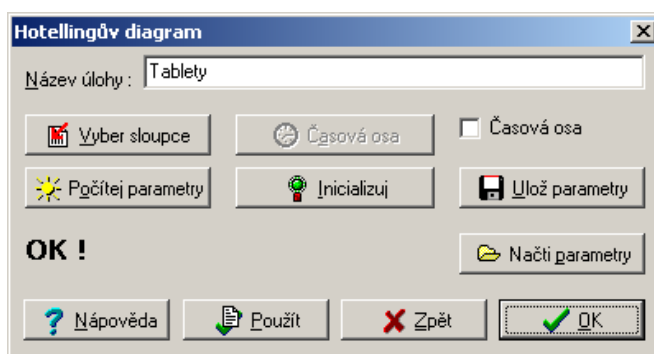 Hotellingův diagram
Název úlohy : Tablety
Vyber sloupce Časová osa Časová osa
Počítej parametry Inicializuj Ulož parametry
OK ! Načti parametry
Nápověda Použít Zpět OK